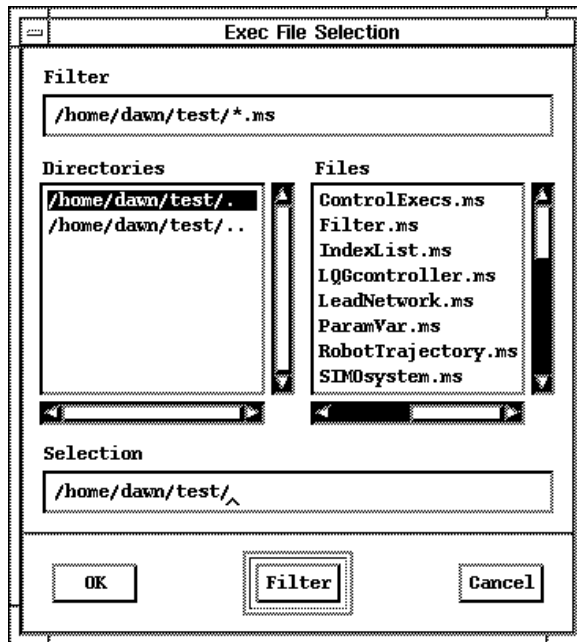 Exec File Selection
Filter
/home/dawn/test/*.ms
Directories
/home/dawn/test/.
/home/dawn/test/..
Files
ControlExecs.ms
Filter.ms
IndexList.ms
LQGcontroller.ms
LeadNetwork.ms
ParamVar.ms
RobotTrajectory.ms
SIMOsystem.ms
Selection
/home/dawn/test/
OK
Filter
Cancel